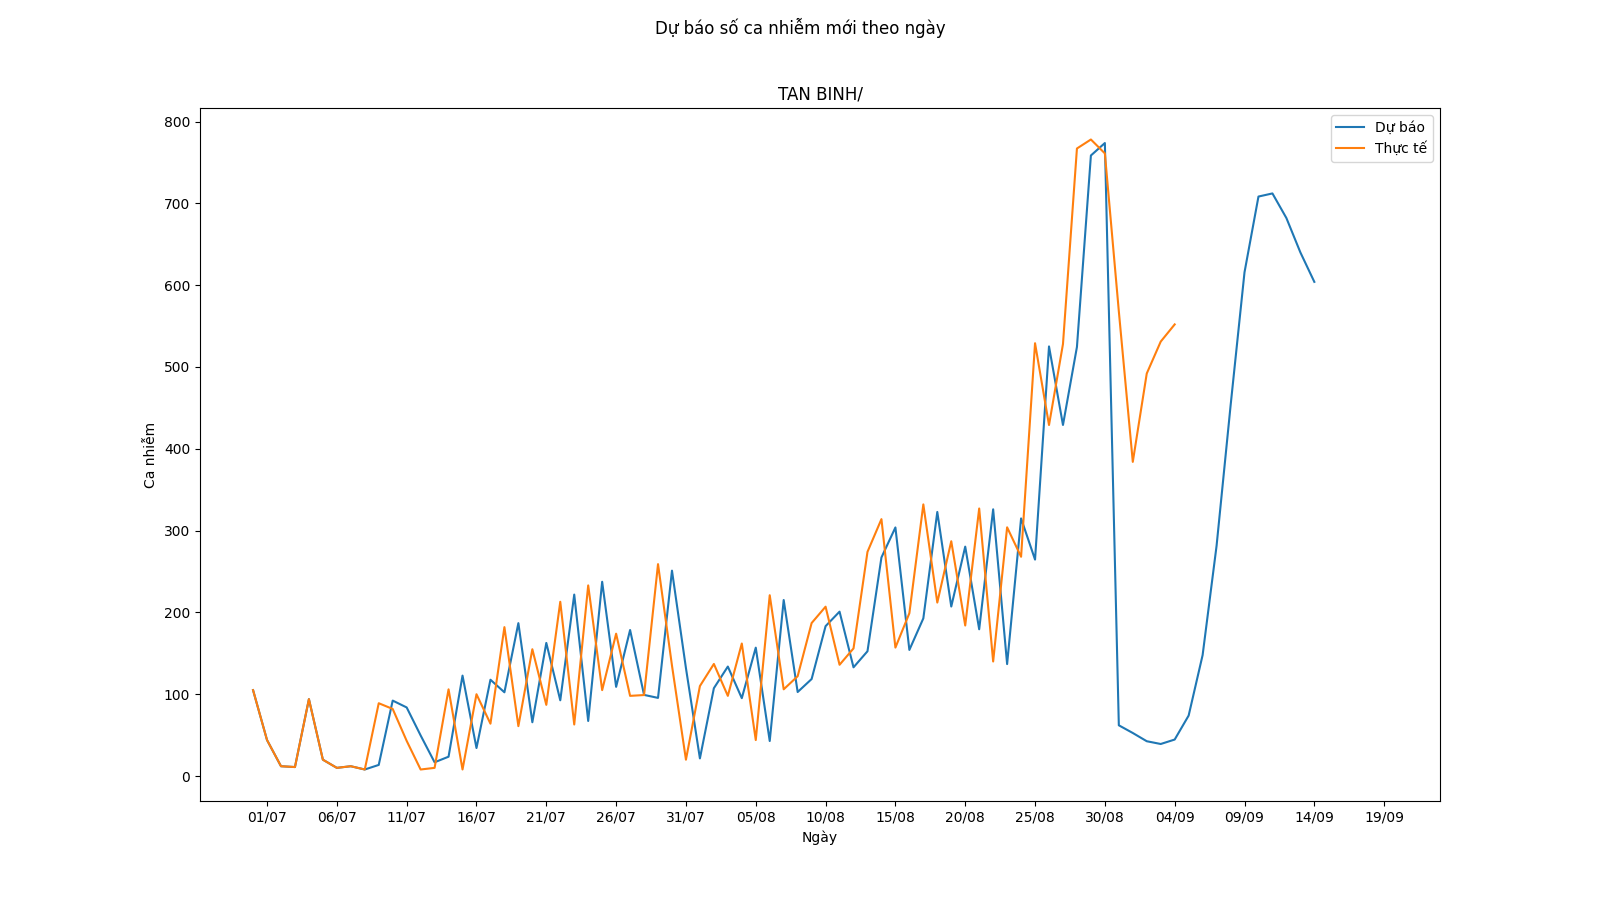 Dự báo số ca nhiễm mới theo ngày
TAN BINH/
Dự báo
Thực tế
800
700
600
500
400
300
200
100
0
Ca nhiễm
01/07 06/07 11/07 16/07 21/07 26/07 31/07 05/08 10/08 15/08 20/08 25/08 30/08 04/09 09/09 14/09 19/09
Ngày